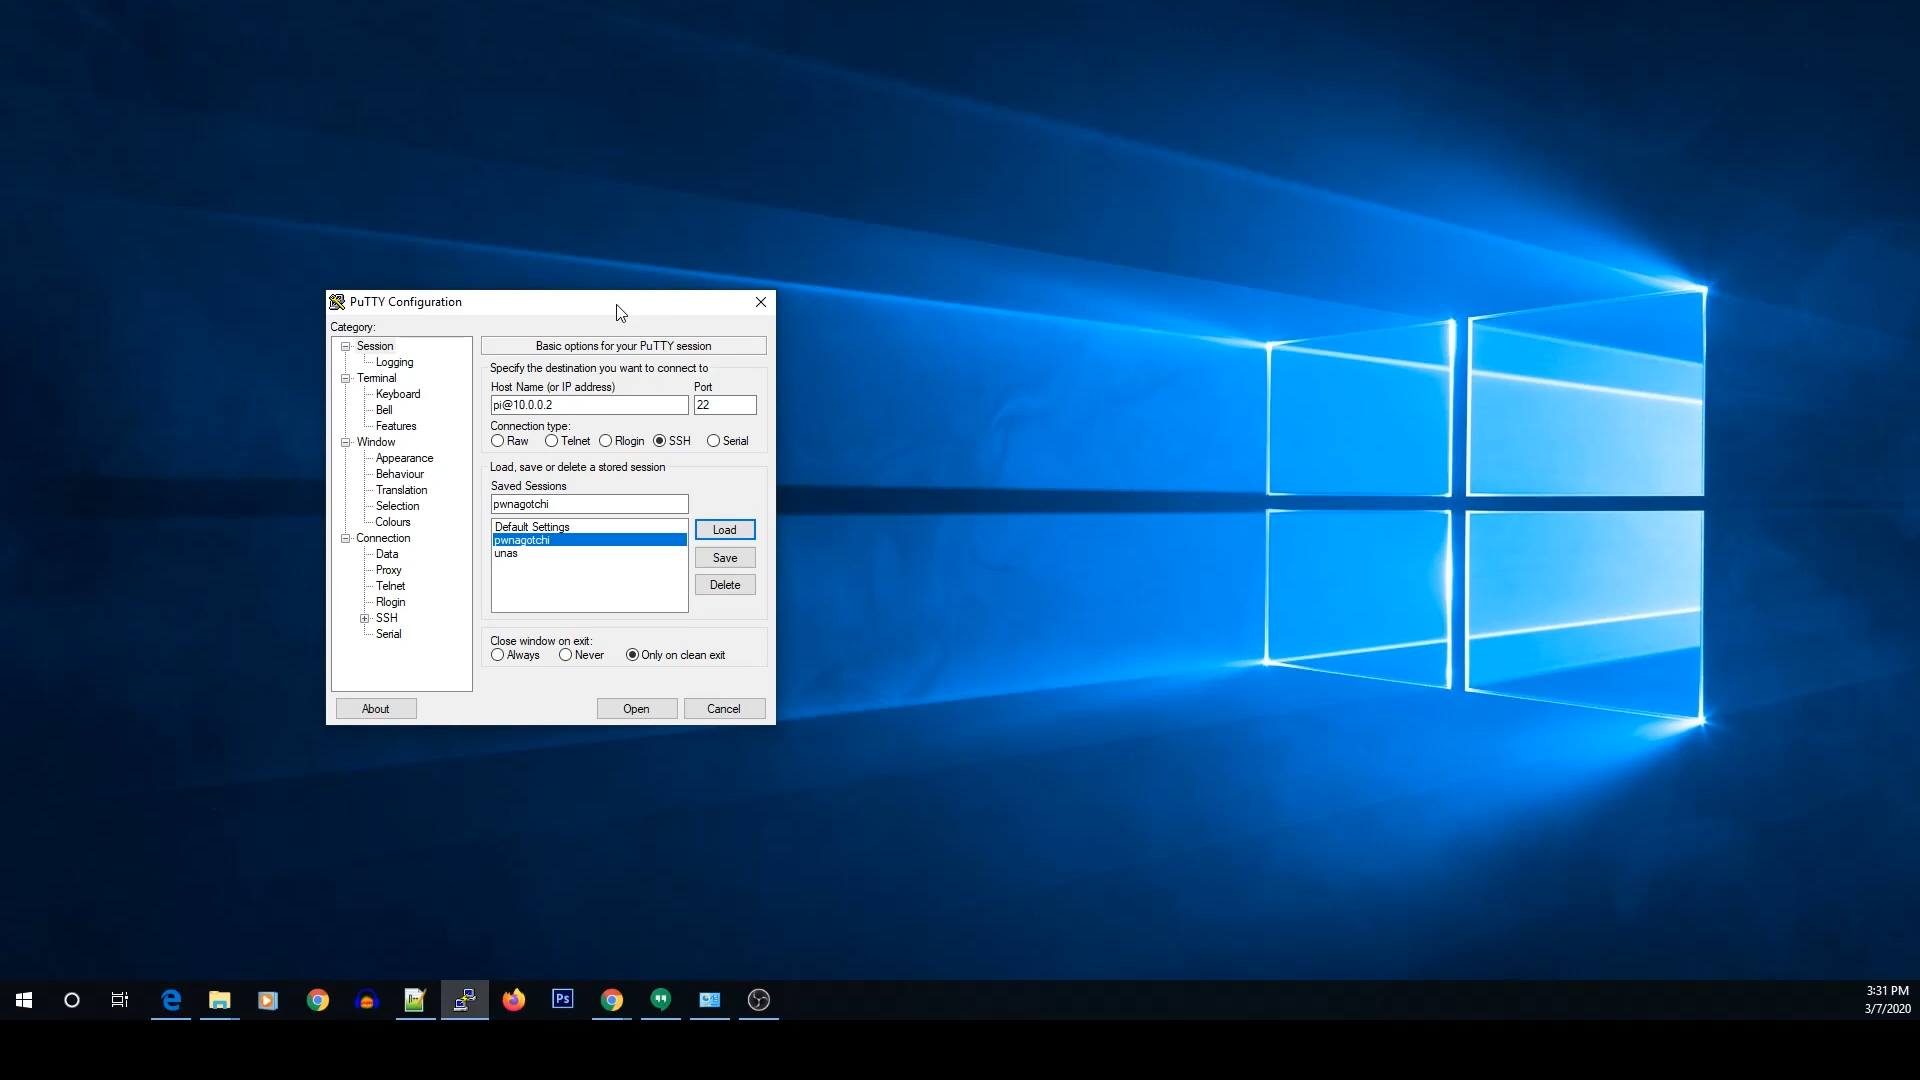 PuTTY Configuration
Category:
Session
Logging
Terminal
Keyboard
Bell
Features
Window
Appearance
Behaviour
Translation
Selection
Colours
Connection
Data
Proxy
Telnet
Rlogin
SSH
Serial
Basic options for your PuTTY session
Specify the destination you want to connect to
Host Name (or IP address) Port
pi@10.0.0.2 22
Connection type:
Raw Telnet Rlogin SSH Serial
Load, save or delete a stored session
Saved Sessions
pwnagotchi
Default Settings
pwnagotchi
unas
Load
Save
Delete
Close window on exit:
Always Never Only on clean exit
About Open Cancel
Ps
3:31 PM
3/7/2020